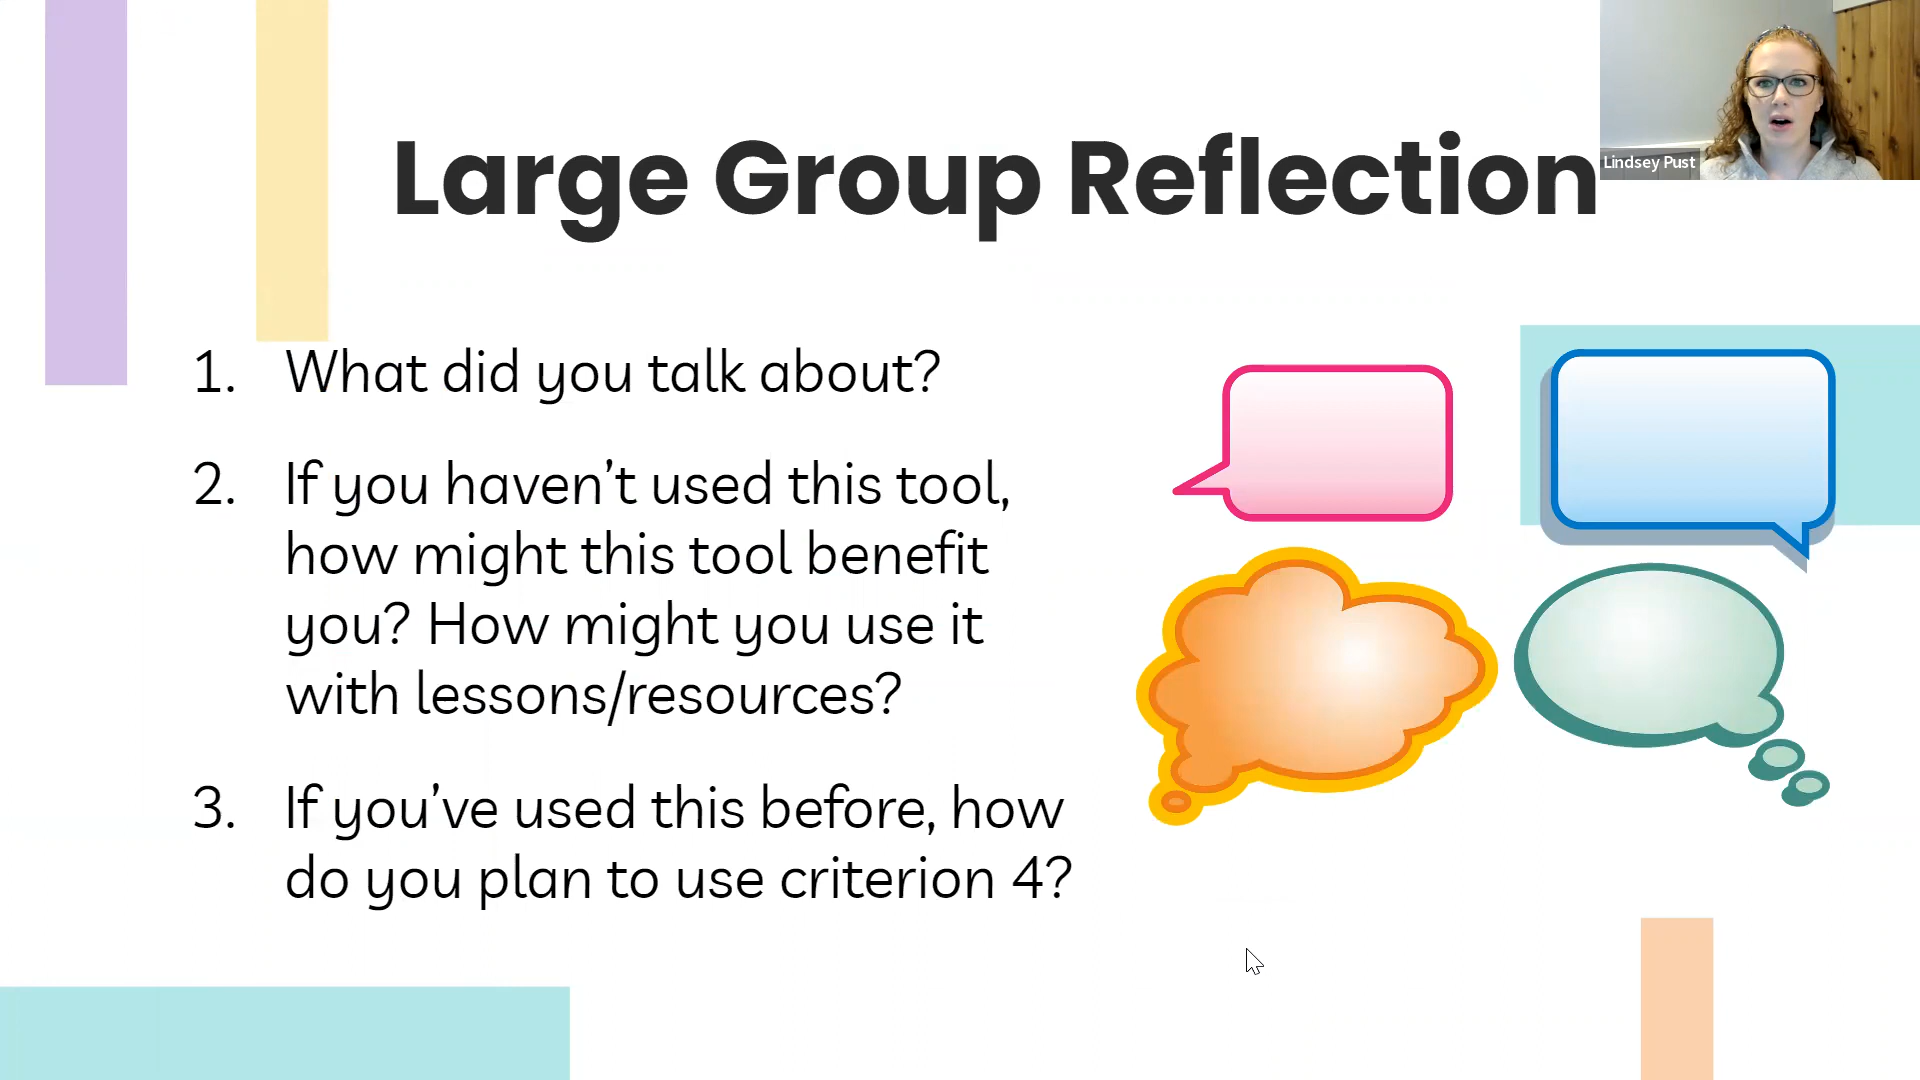 Large Group Reflection
Lindsey Pust
1. What did you talk about?
2. If you haven’t used this tool,
how might this tool benefit
you? How might you use it
with lessons/resources?
3. If you’ve used this before, how
do you plan to use criterion 4?